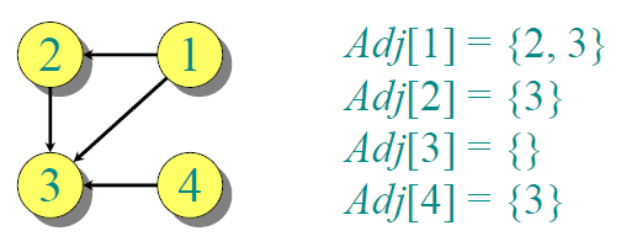 2 1
3 4
Adj[1] = {2, 3}
Adj[2] = {3}
Adj[3] = {}
Adj[4] = {3}